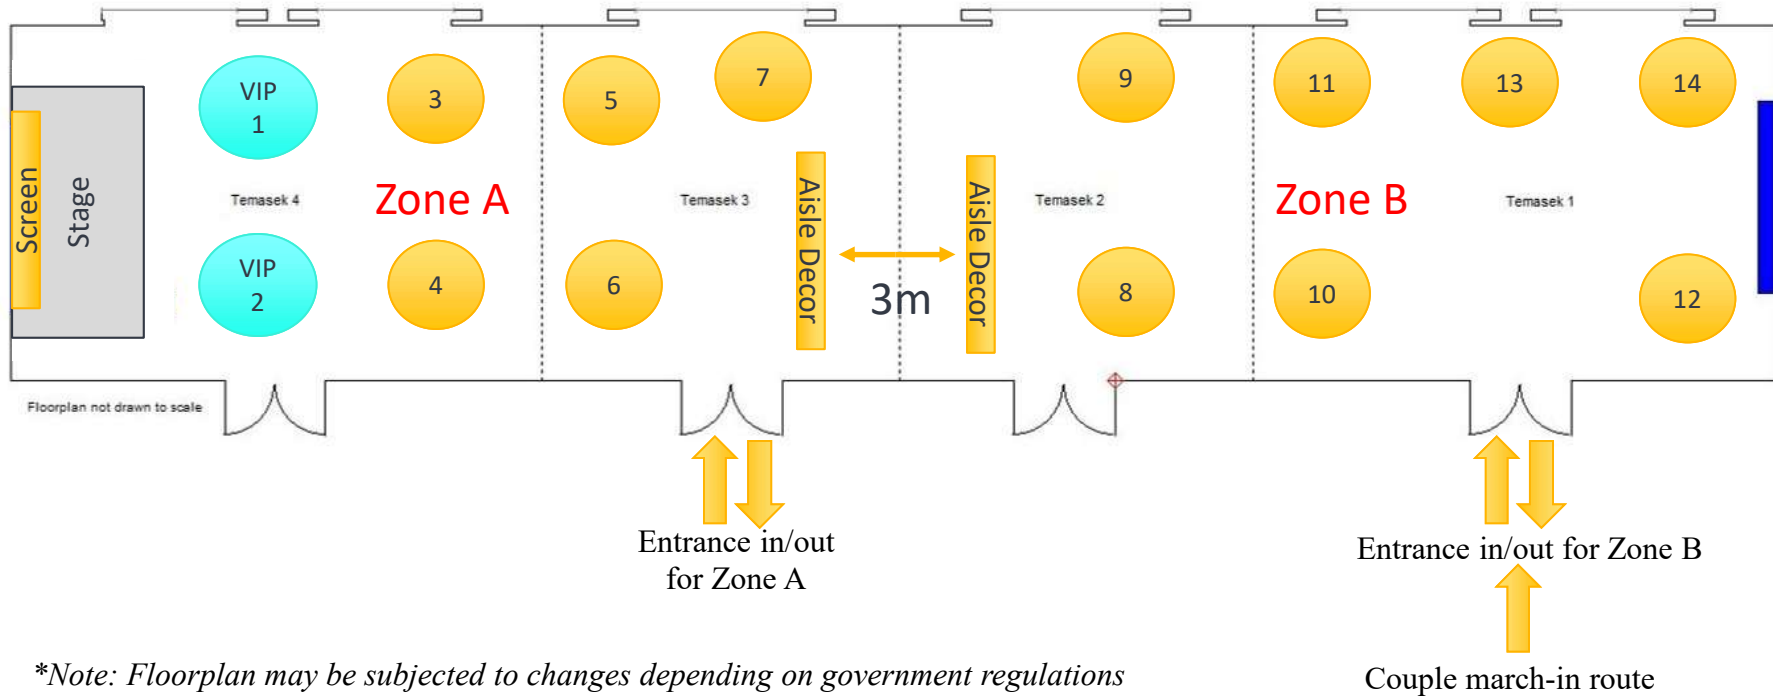 VIP
1
3
5
7
9
11
13
14
Screen
Stage
Temasek 4
Zone A
Temasek 3
Aisle Decor
Aisle Decor
Temasek 2
Zone B
Temasek 1
VIP
2
4
6
3m
8
10
12
Floorplan not drawn to scale
Entrance in/out
for Zone A
Entrance in/out for Zone B
*Note: Floorplan may be subjected to changes depending on government regulations
Couple march-in route